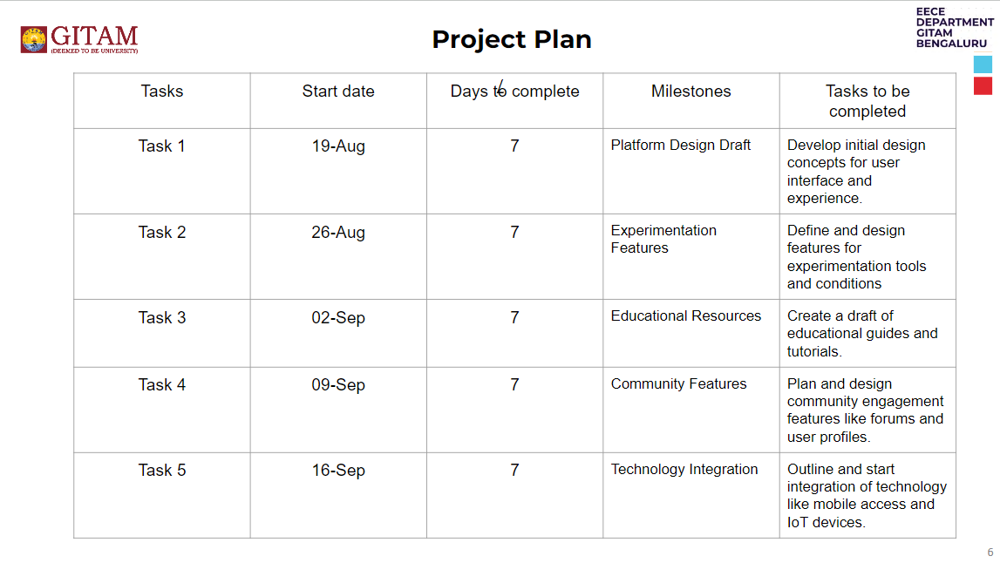 GITAM
(DEEMED TO BE UNIVERSITY)
Project Plan
EECE
DEPARTMENT
GITAM
BENGALURU
Tasks
Start date
Days to complete
Milestones
Tasks to be
completed
Task 1
19-Aug
7
Platform Design Draft
Develop initial design
concepts for user
interface and
experience.
Task 2
26-Aug
7
Experimentation
Features
Define and design
features for
experimentation tools
and conditions
Task 3
02-Sep
7
Educational Resources
Create a draft of
educational guides and
tutorials.
Task 4
09-Sep
7
Community Features
Plan and design
community engagement
features like forums and
user profiles.
Task 5
16-Sep
7
Technology Integration
Outline and start
integration of technology
like mobile access and
IoT devices.
6